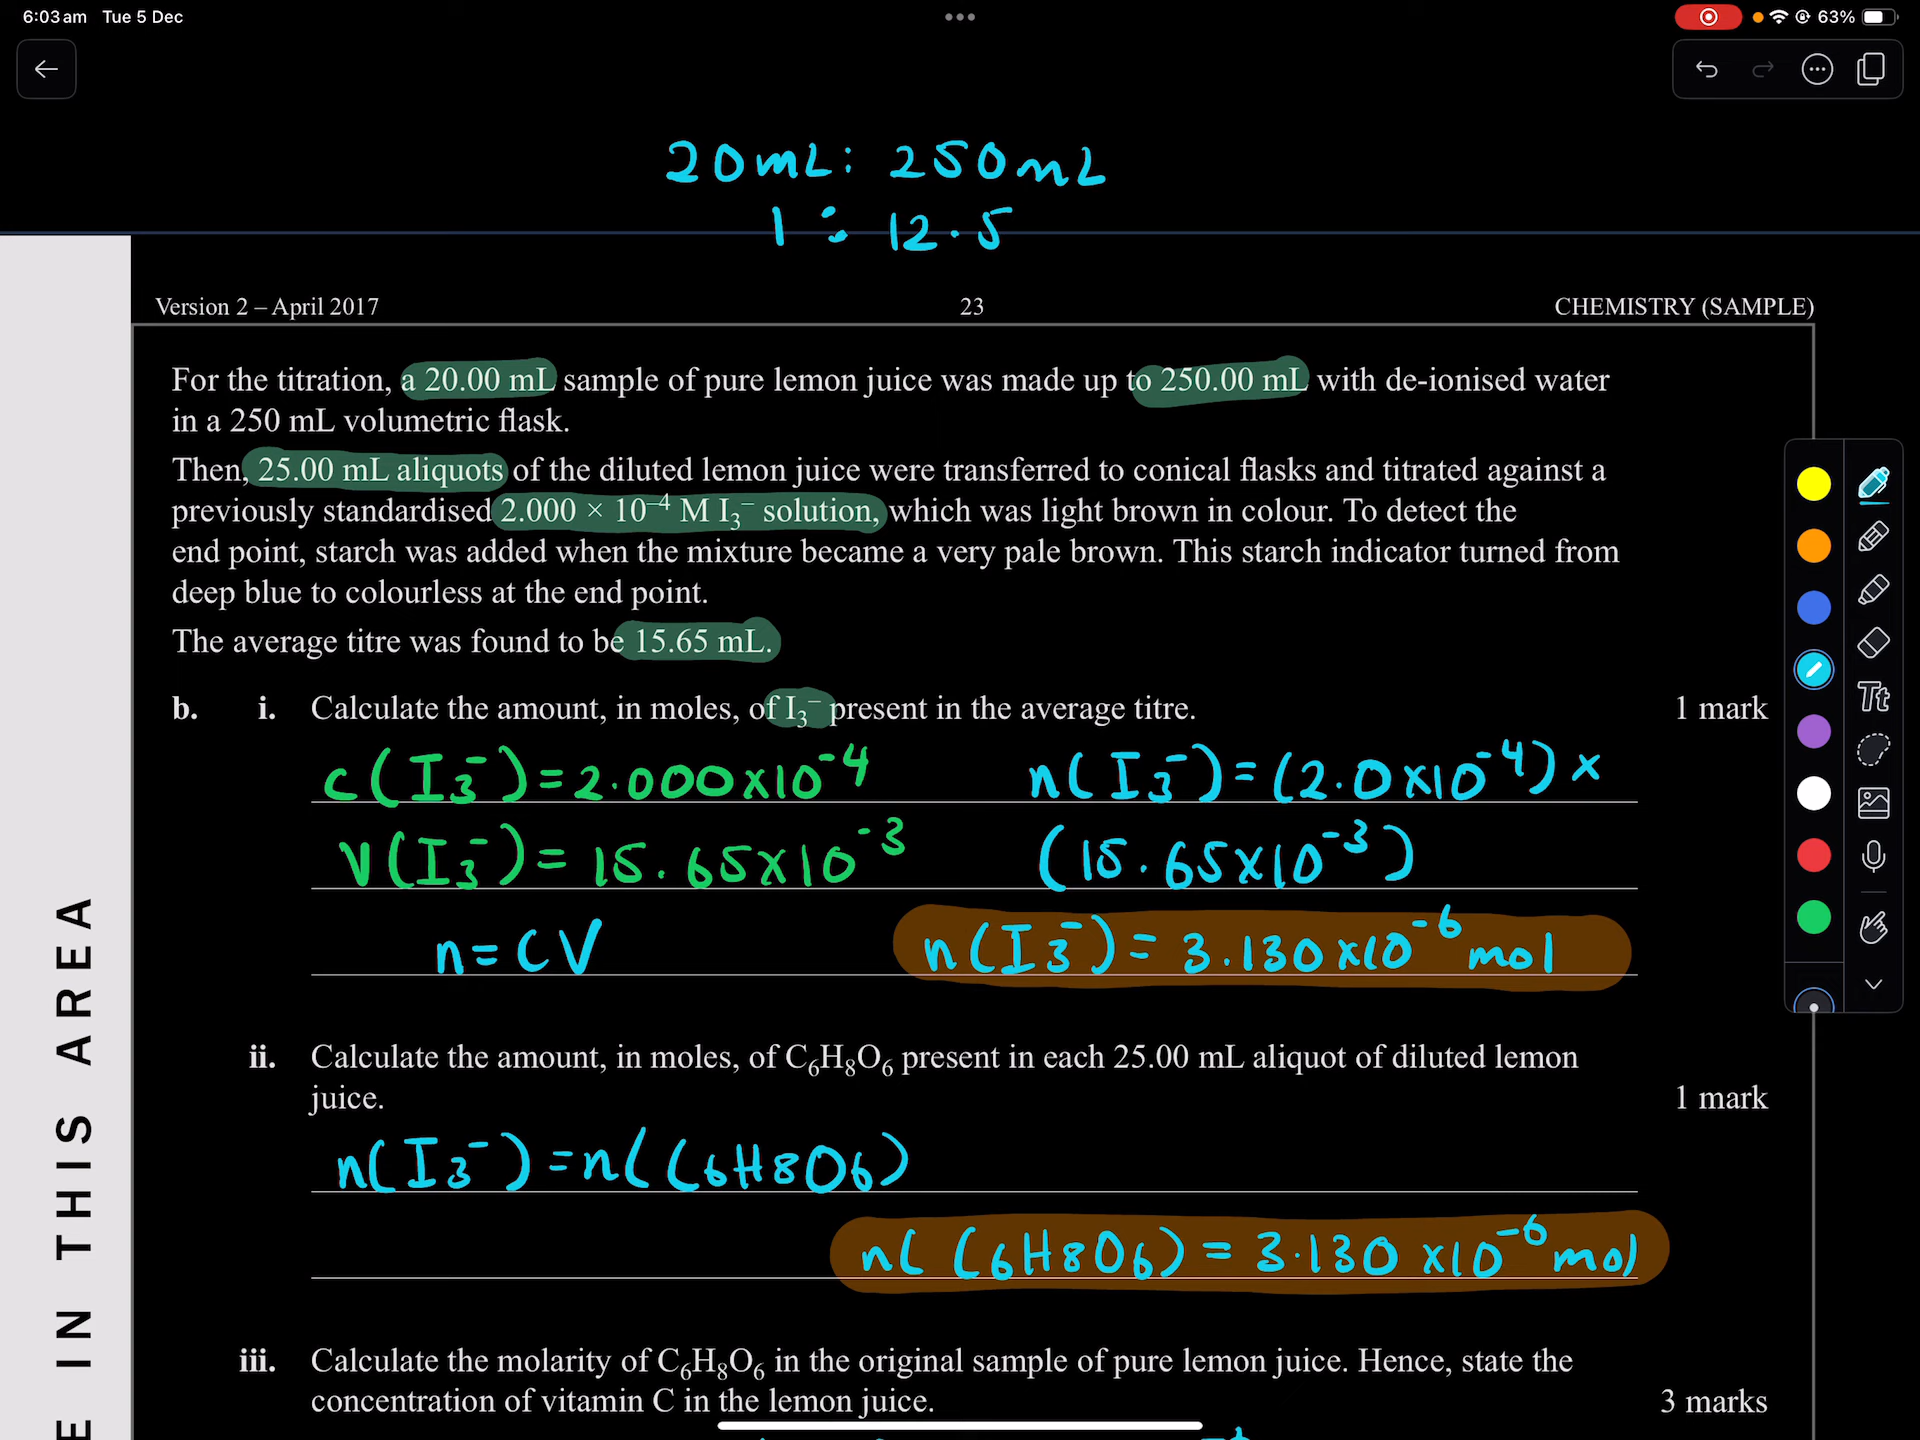 6:03 am Tue 5 Dec
63%
20mL: 250mL
1 : 12.5
Version 2 – April 2017 23 CHEMISTRY (SAMPLE)
For the titration, a 20.00 mL sample of pure lemon juice was made up to 250.00 mL with de-ionised water
in a 250 mL volumetric flask.
Then, 25.00 mL aliquots of the diluted lemon juice were transferred to conical flasks and titrated against a
previously standardised 2.000 × 10⁻⁴ M I₃⁻ solution, which was light brown in colour. To detect the
end point, starch was added when the mixture became a very pale brown. This starch indicator turned from
deep blue to colourless at the end point.
The average titre was found to be 15.65 mL.
b. i. Calculate the amount, in moles, of I₃⁻ present in the average titre. 1 mark
C(I₃⁻)=2.000x10⁻⁴ n(I₃⁻)=(2.0x10⁻⁴)x
V(I₃⁻)=15.65x10⁻³ (15.65x10⁻³)
n=CV n(I₃⁻)=3.130x10⁻⁶ mol
ii. Calculate the amount, in moles, of C₆H₈O₆ present in each 25.00 mL aliquot of diluted lemon
juice. 1 mark
n(I₃⁻)=n(C₆H8O₆)
n(C₆H8O₆) = 3.130 x10⁻⁶ mol
iii. Calculate the molarity of C₆H₈O₆ in the original sample of pure lemon juice. Hence, state the
concentration of vitamin C in the lemon juice. 3 marks
E IN THIS AREA
Tt